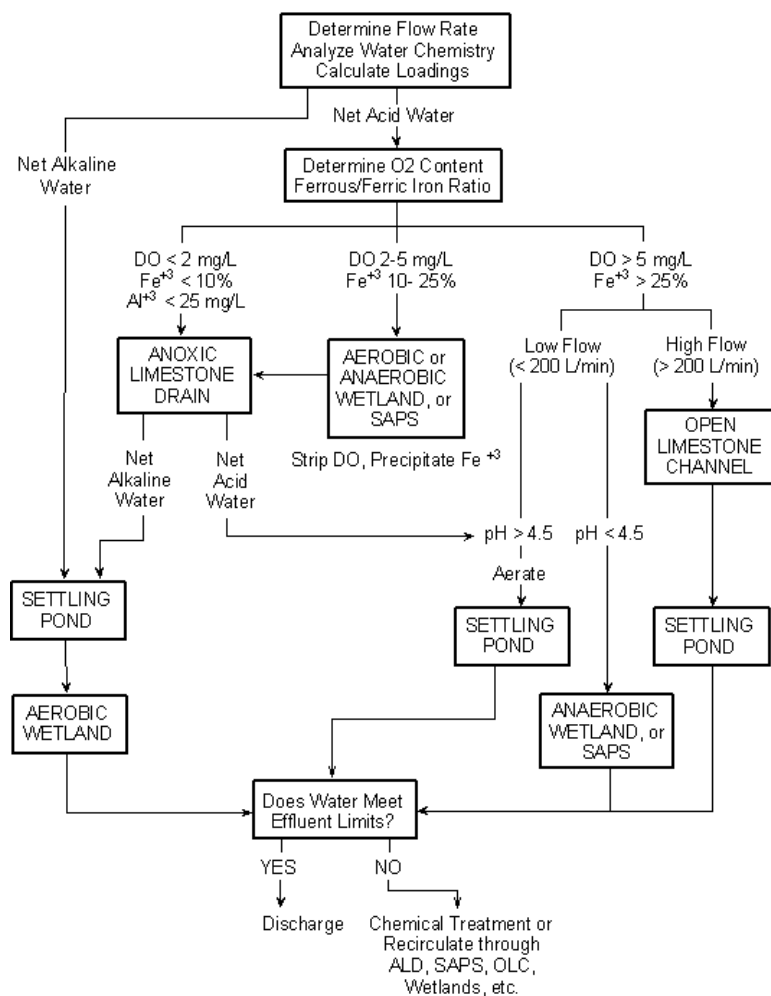 Determine Flow Rate
Analyze Water Chemistry
Calculate Loadings
Net Acid Water
Net Alkaline
Water
Determine O2 Content
Ferrous/Ferric Iron Ratio
DO < 2 mg/L
Fe+3 < 10%
Al+3 < 25 mg/L
DO 2-5 mg/L
Fe+3 10- 25%
DO > 5 mg/L
Fe+3 > 25%
Low Flow
(< 200 L/min)
High Flow
(> 200 L/min)
ANOXIC
LIMESTONE
DRAIN
AEROBIC or
ANAEROBIC
WETLAND, or
SAPS
OPEN
LIMESTONE
CHANNEL
Strip DO, Precipitate Fe +3
Net
Alkaline
Water
Net
Acid
Water
pH > 4.5
pH < 4.5
Aerate
SETTLING
POND
SETTLING
POND
SETTLING
POND
AEROBIC
WETLAND
ANAEROBIC
WETLAND, or
SAPS
Does Water Meet
Effluent Limits?
YES
NO
Discharge
Chemical Treatment or
Recirculate through
ALD, SAPS, OLC,
Wetlands, etc.